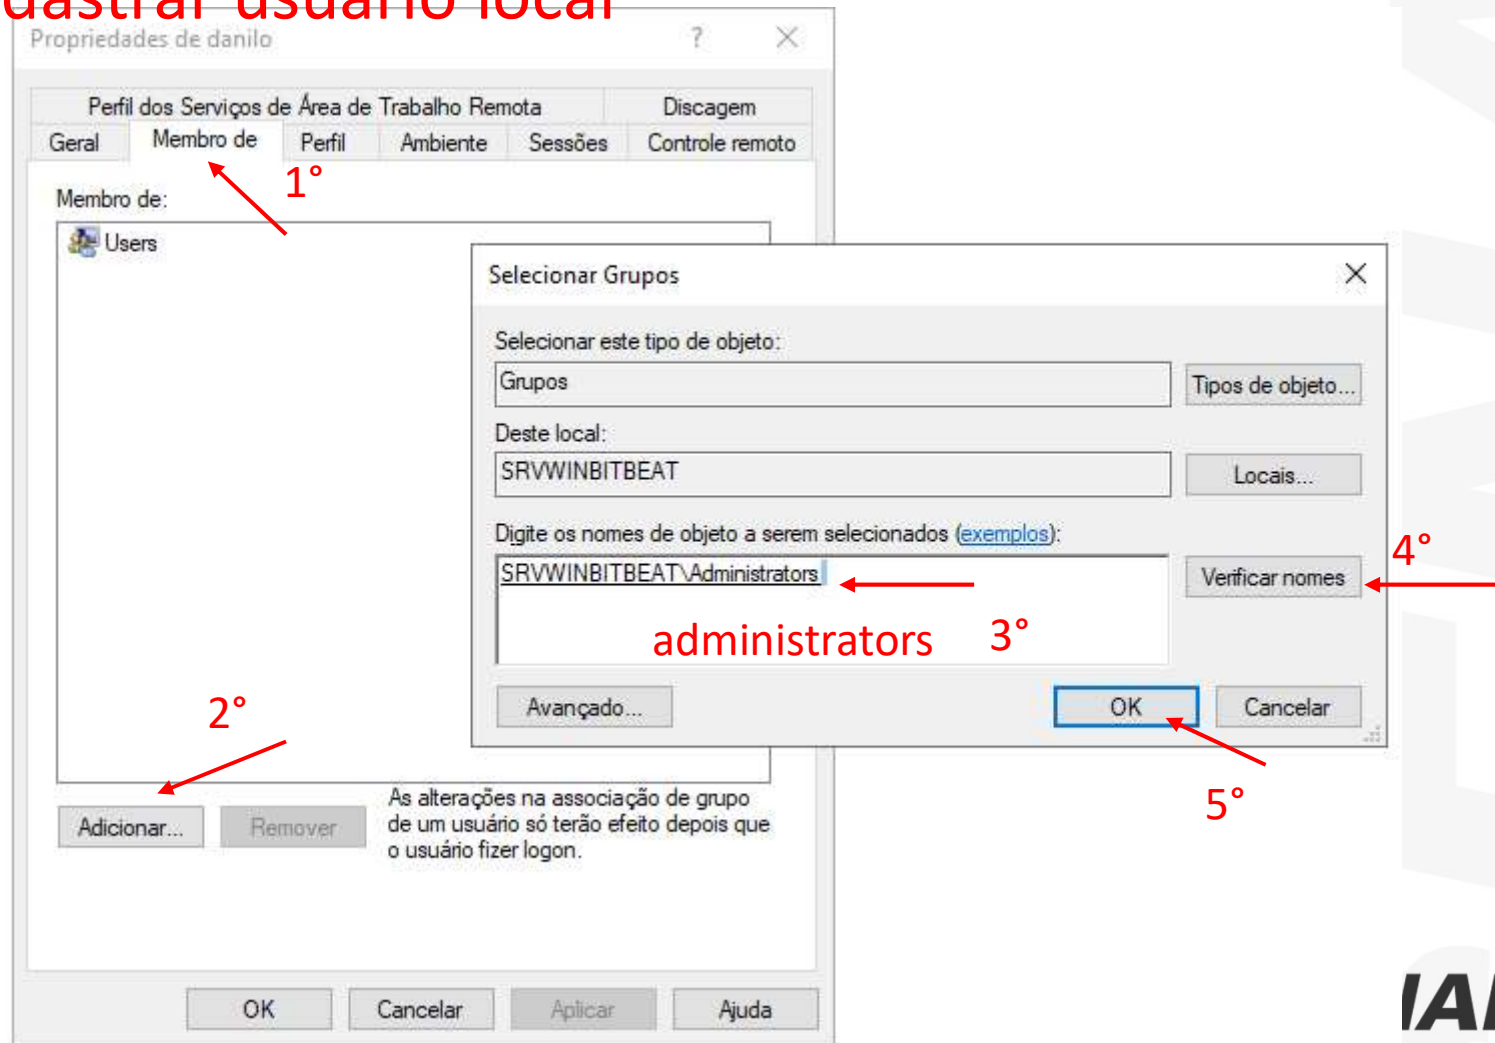 dastrar usuário local
Propriedades de danilo
?
Perfil dos Serviços de Área de Trabalho Remota
Discagem
Geral
Membro de
Perfil
Ambiente
Sessões
Controle remoto
1°
Membro de:
Users
Selecionar Grupos
Selecionar este tipo de objeto:
Grupos
Tipos de objeto...
Deste local:
SRVWINBITBEAT
Locais...
Digite os nomes de objeto a serem selecionados (exemplos):
4°
SRVWINBITBEAT\Administrators
Verificar nomes
administrators
3°
Avançado...
OK
Cancelar
2°
5°
Adicionar...
Remover
As alterações na associação de grupo
de um usuário só terão efeito depois que
o usuário fizer logon.
OK
Cancelar
Aplicar
Ajuda